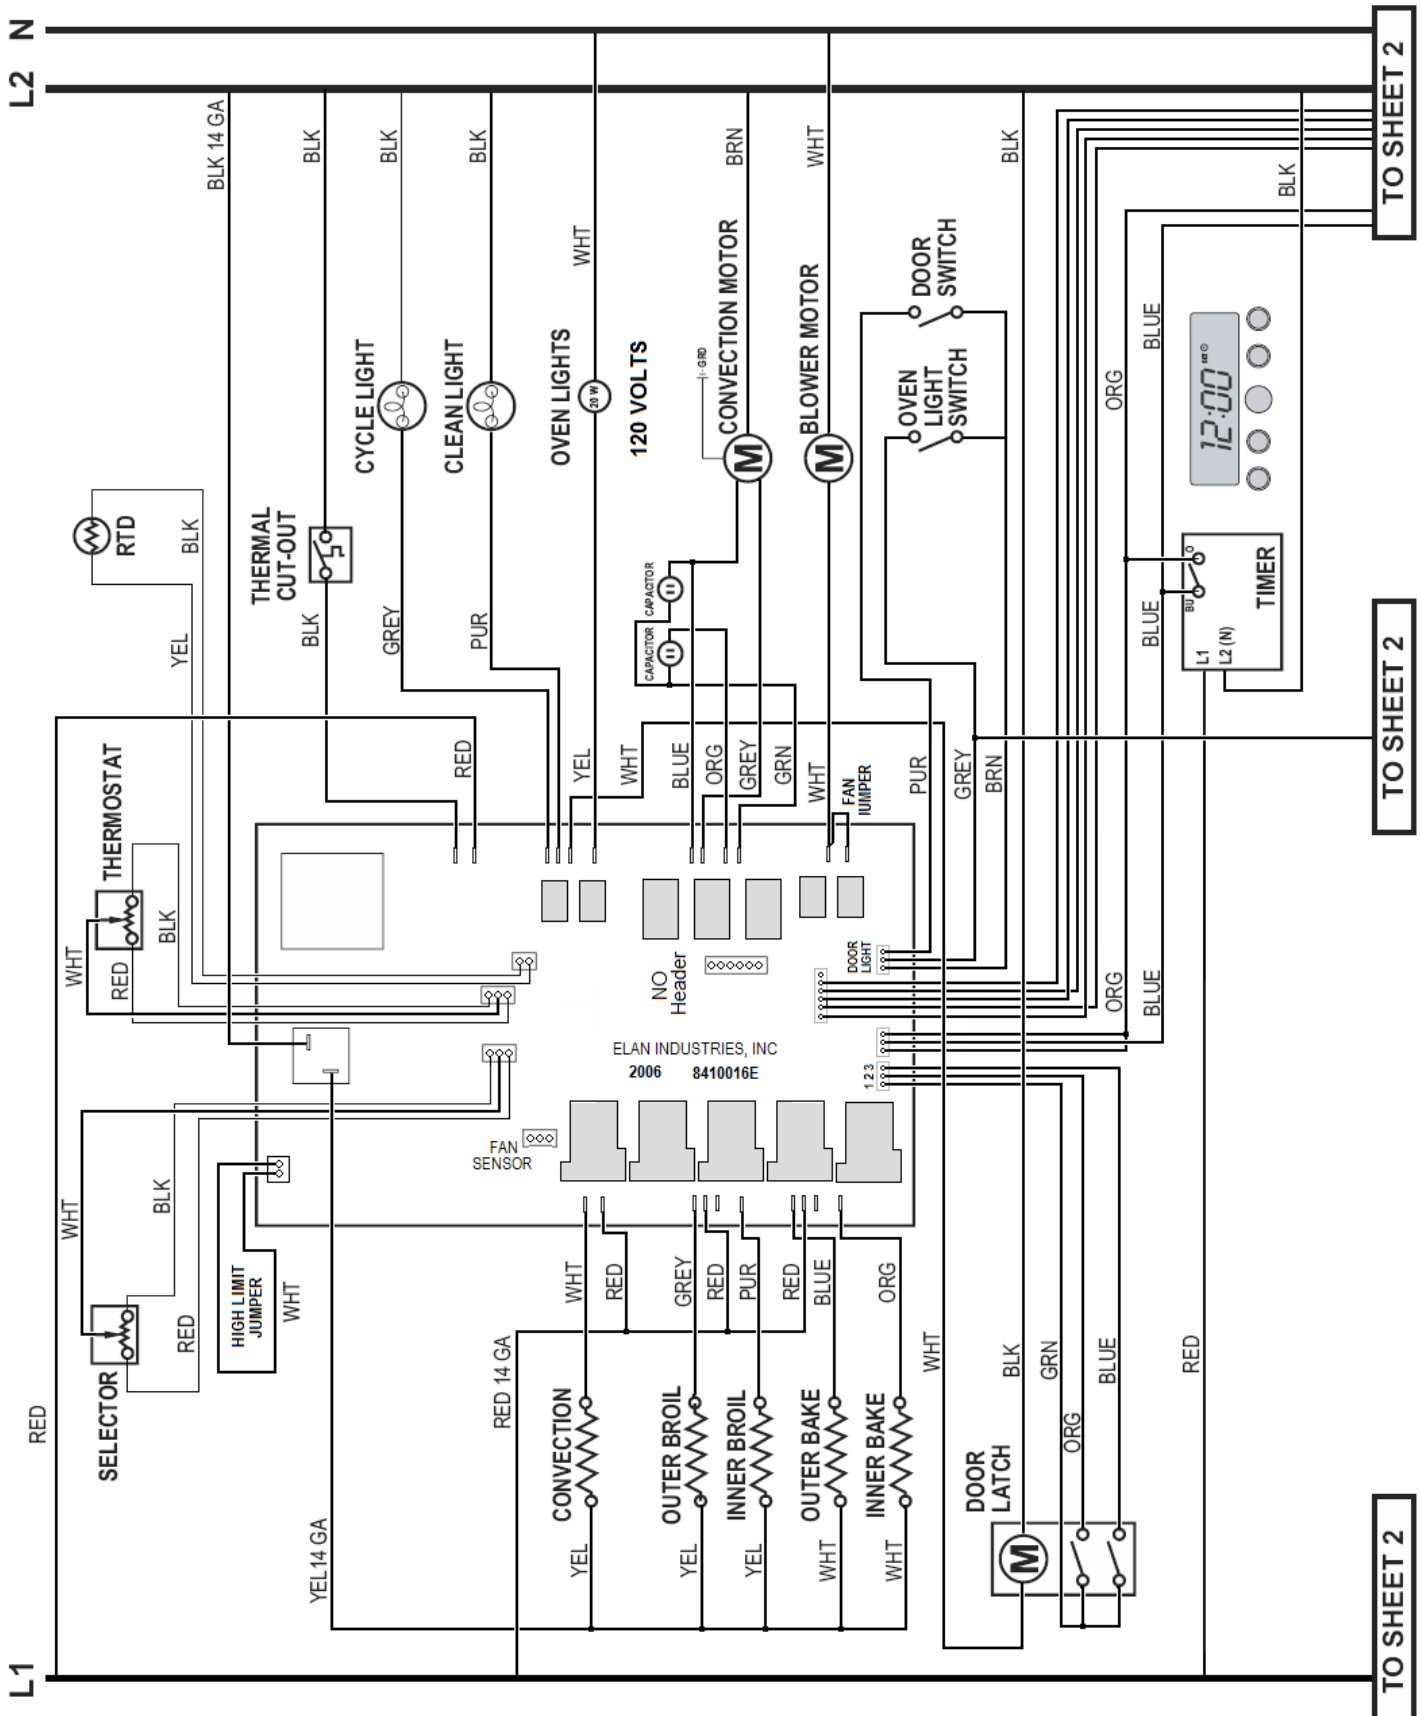 N
L2
L1
TO SHEET 2
TO SHEET 2
TO SHEET 2
BLK 14 GA
BLK
BLK
BLK
WHT
BRN
WHT
BLK
BLK
RTD
BLK
YEL
THERMAL
CUT-OUT
BLK
CYCLE LIGHT
GREY
CLEAN LIGHT
PUR
OVEN LIGHTS
20 W
120 VOLTS
GRD
CONVECTION MOTOR
M
BLOWER MOTOR
M
CAPACITOR
CAPACITOR
DOOR
SWITCH
OVEN
LIGHT
SWITCH
ORG
BLUE
12:00
O
BU
BLUE
L1
L2 (N)
TIMER
THERMOSTAT
WHT
RED
BLK
RED
YEL
WHT
BLUE
ORG
GREY
GRN
WHT
FAN
JUMPER
PUR
GREY
BRN
NO
Header
DOOR
LIGHT
ELAN INDUSTRIES, INC
2006 8410016E
1 2 3
FAN
SENSOR
ORG
BLUE
WHT
BLK
RED
SELECTOR
HIGH LIMIT
JUMPER
WHT
RED
YEL14 GA
RED 14 GA
WHT
RED
GREY
RED
PUR
RED
BLUE
ORG
CONVECTION
OUTER BROIL
INNER BROIL
OUTER BAKE
INNER BAKE
YEL
YEL
YEL
WHT
WHT
WHT
BLK
GRN
ORG
BLUE
RED
DOOR
LATCH
M